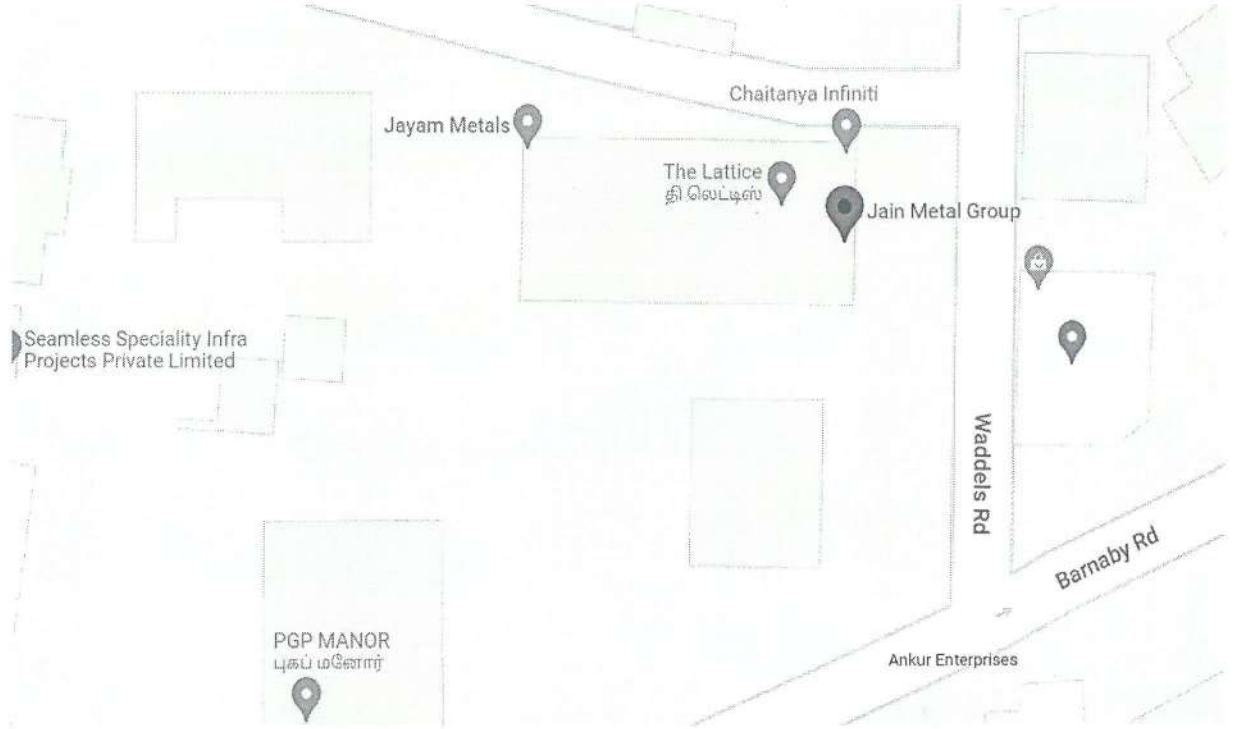 Chaitanya Infiniti
Jayam Metals
The Lattice
தி லெட்டிஸ்
Jain Metal Group
Seamless Speciality Infra
Projects Private Limited
Waddels Rd
Barnaby Rd
PGP MANOR
புகப் மனோர்
Ankur Enterprises